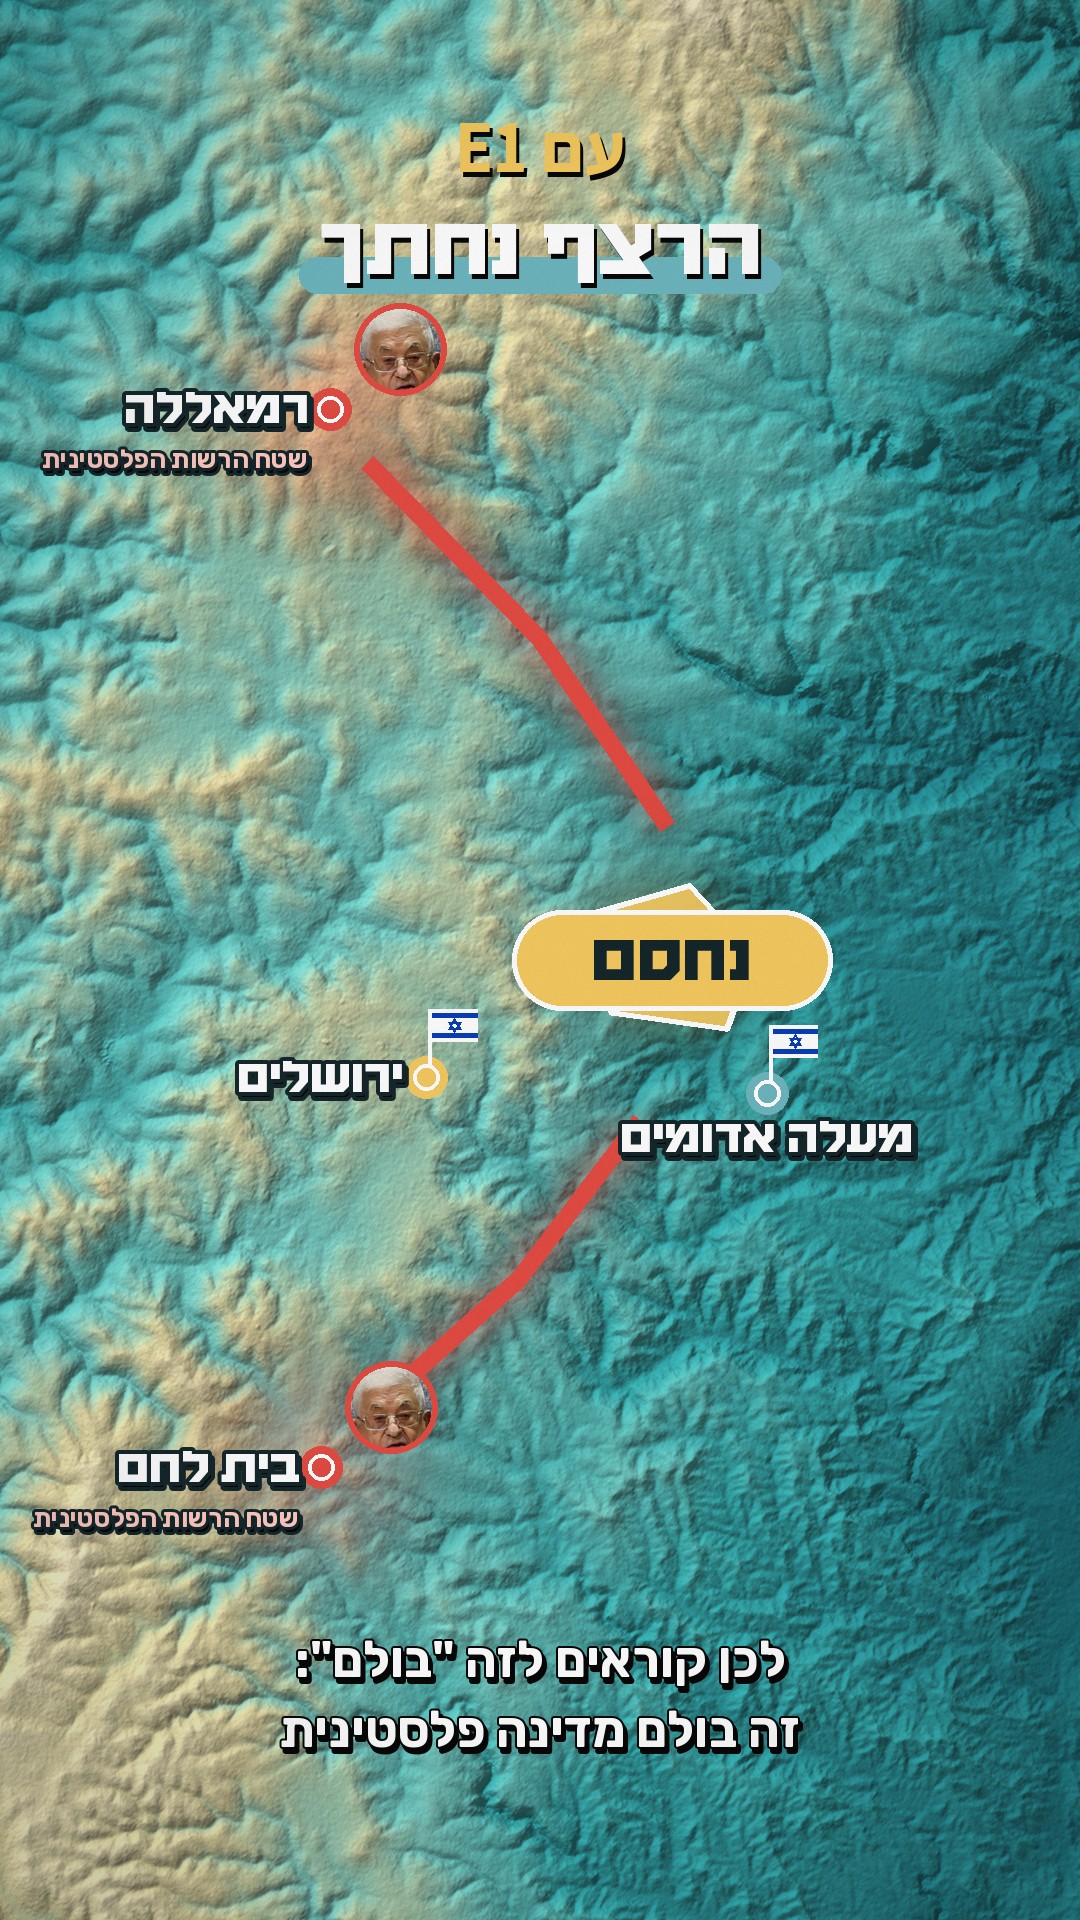 עם E1
הרצף נחתך
רמאללה
שטח הרשות הפלסטינית
נחסם
ירושלים
מעלה אדומים
בית לחם
שטח הרשות הפלסטינית
לכן קוראים לזה "בולם":
זה בולם מדינה פלסטינית